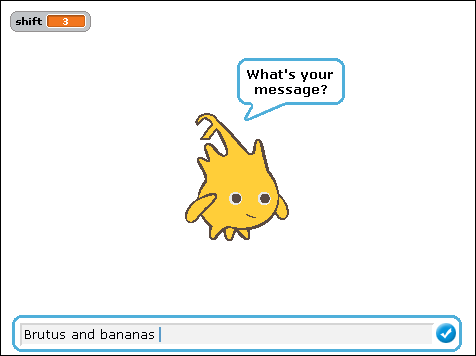 shift 3
What's your
message?
Brutus and bananas